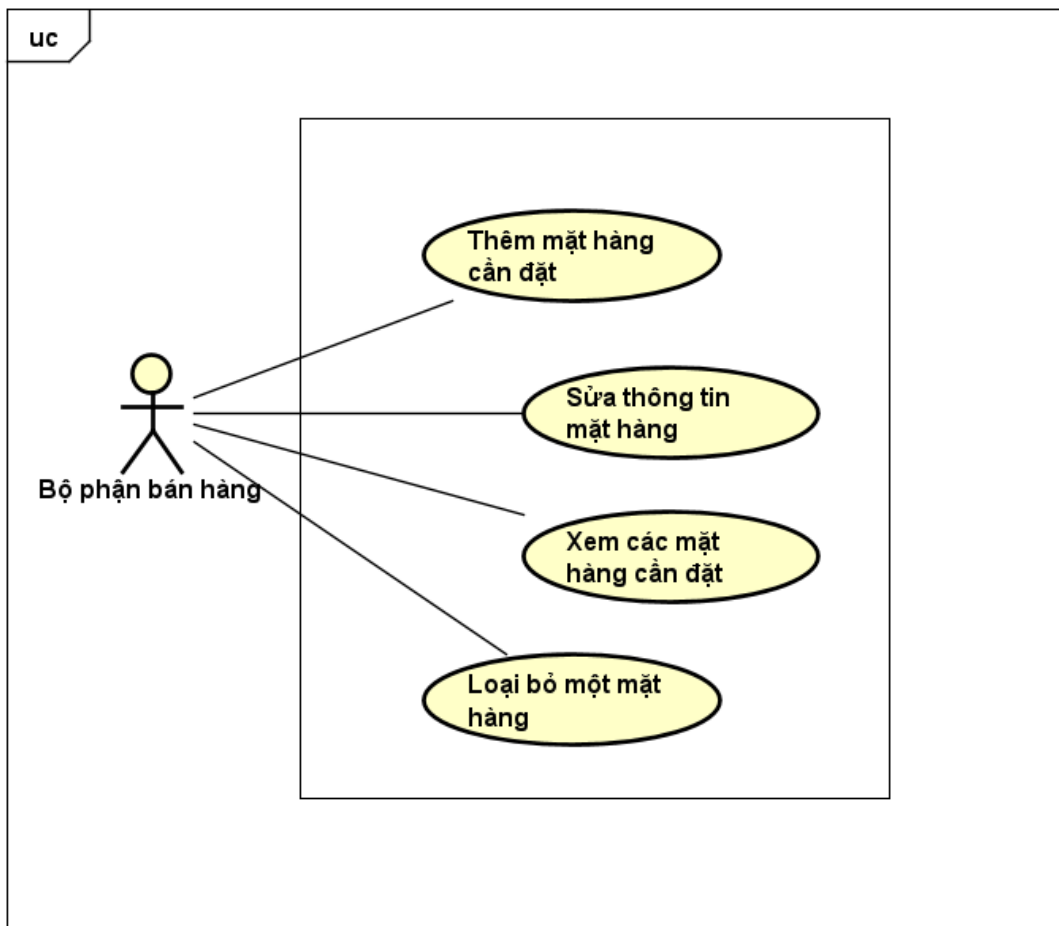 uc
Thêm mặt hàng
cần đặt
Sửa thông tin
mặt hàng
Bộ phận bán hàng
Xem các mặt
hàng cần đặt
Loại bỏ một mặt
hàng